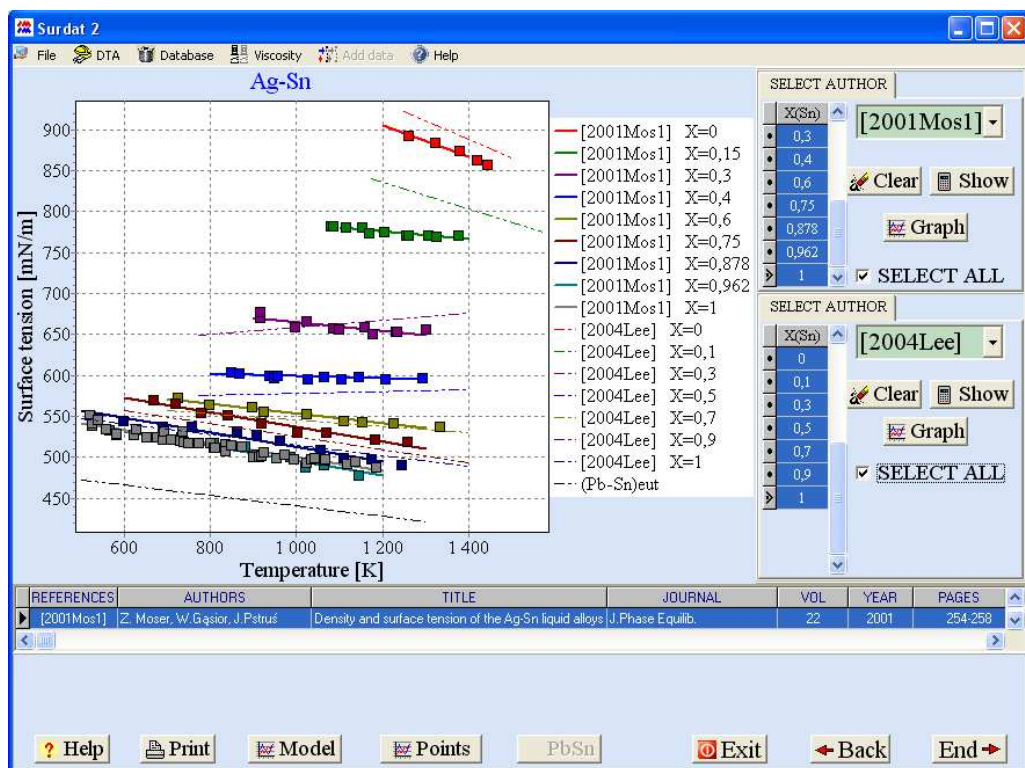 Surdat 2
File DTA Database Viscosity Add data Help
Ag-Sn
Surface tension [mN/m]
900
850
800
750
700
650
600
550
500
450
600 800 1 000 1 200 1 400
Temperature [K]
[2001Mos1] X=0
[2001Mos1] X=0,15
[2001Mos1] X=0,3
[2001Mos1] X=0,4
[2001Mos1] X=0,6
[2001Mos1] X=0,75
[2001Mos1] X=0,878
[2001Mos1] X=0,962
[2001Mos1] X=1
[2004Lee] X=0
[2004Lee] X=0,1
[2004Lee] X=0,3
[2004Lee] X=0,5
[2004Lee] X=0,7
[2004Lee] X=0,9
[2004Lee] X=1
(Pb-Sn)eut
SELECT AUTHOR
X(Sn)
0,3
0,4
0,6
0,75
0,878
0,962
1
[2001Mos1]
Clear Show
Graph
SELECT ALL
SELECT AUTHOR
X(Sn)
0
0,1
0,3
0,5
0,7
0,9
1
[2004Lee]
Clear Show
Graph
SELECT ALL
REFERENCES AUTHORS TITLE JOURNAL VOL YEAR PAGES
[2001Mos1] Z. Moser, W.Gąsior, J.Pstruś Density and surface tension of the Ag-Sn liquid alloys J.Phase Equilib. 22 2001 254-258
Help Print Model Points PbSn Exit Back End